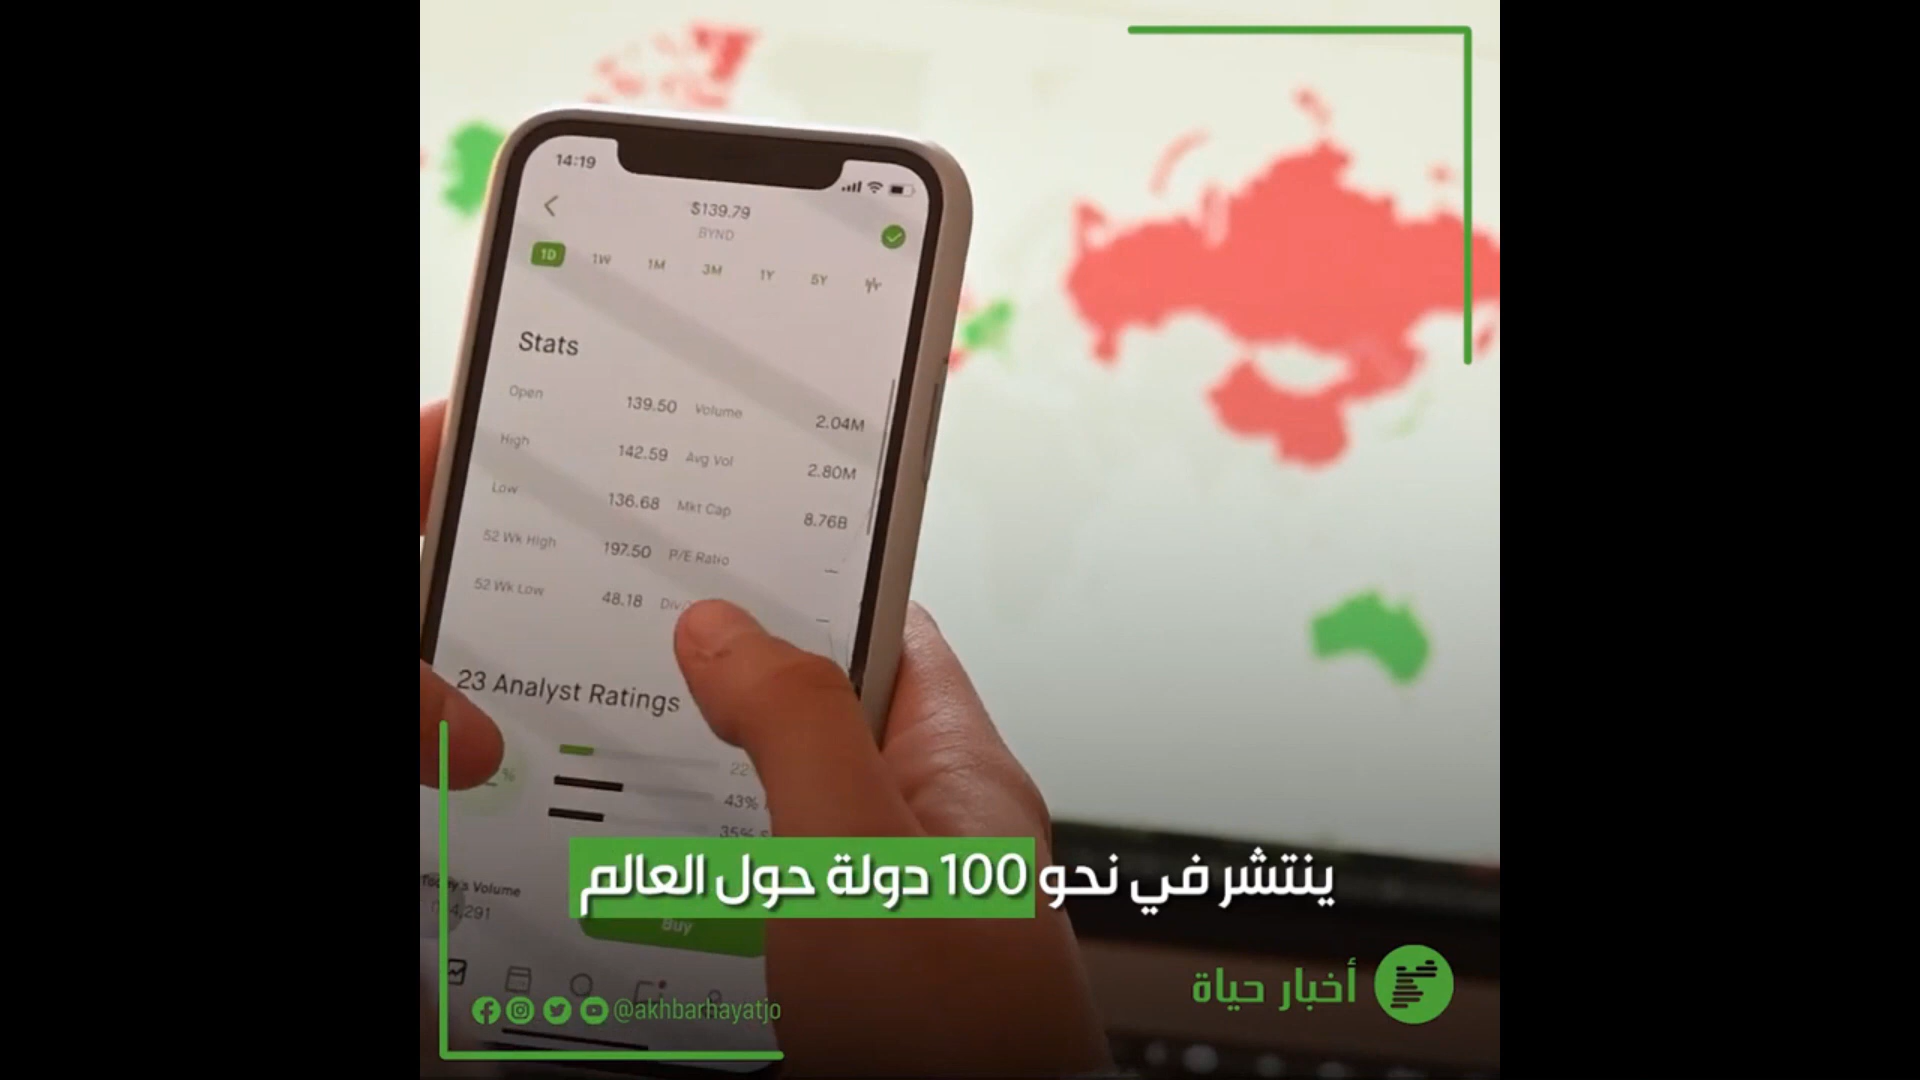 14:19
$139.79
BYND
1D 1W 1M 3M 1Y 5Y
Stats
Open 139.50 Volume 2.04M
High 142.59 Avg Vol 2.80M
Low 136.68 Mkt Cap 8.76B
52 Wk High 197.50 P/E Ratio —
52 Wk Low 48.18 —
23 Analyst Ratings
43%
35%
ينتشر في نحو 100 دولة حول العالم
Buy
أخبار حياة
@akhbarhayatjo